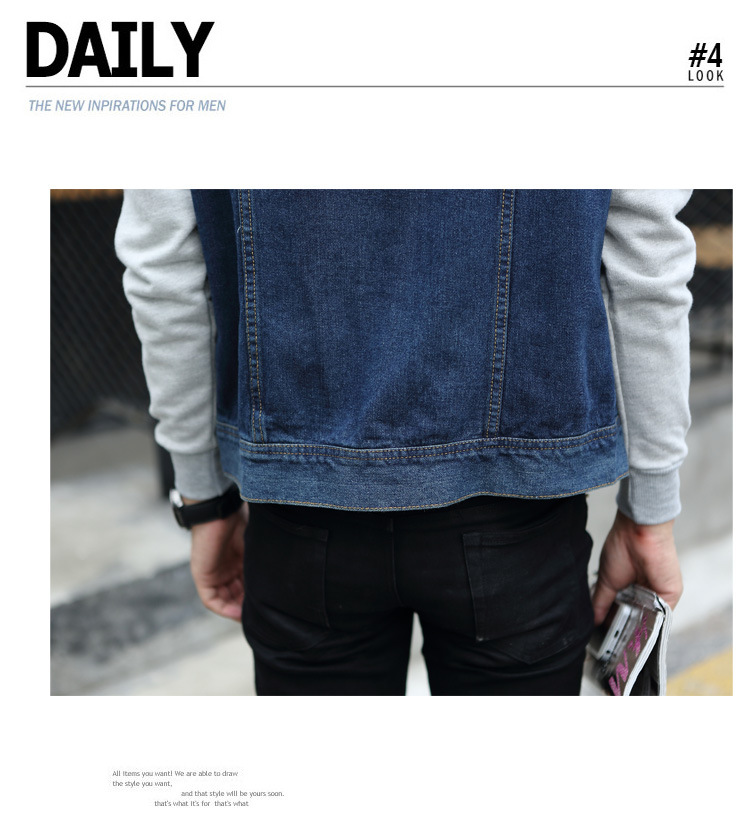 DAILY
#4
LOOK
THE NEW INPIRATIONS FOR MEN
All items you want! We are able to draw
the style you want,
and that style will be yours soon.
that's what it's for that's what